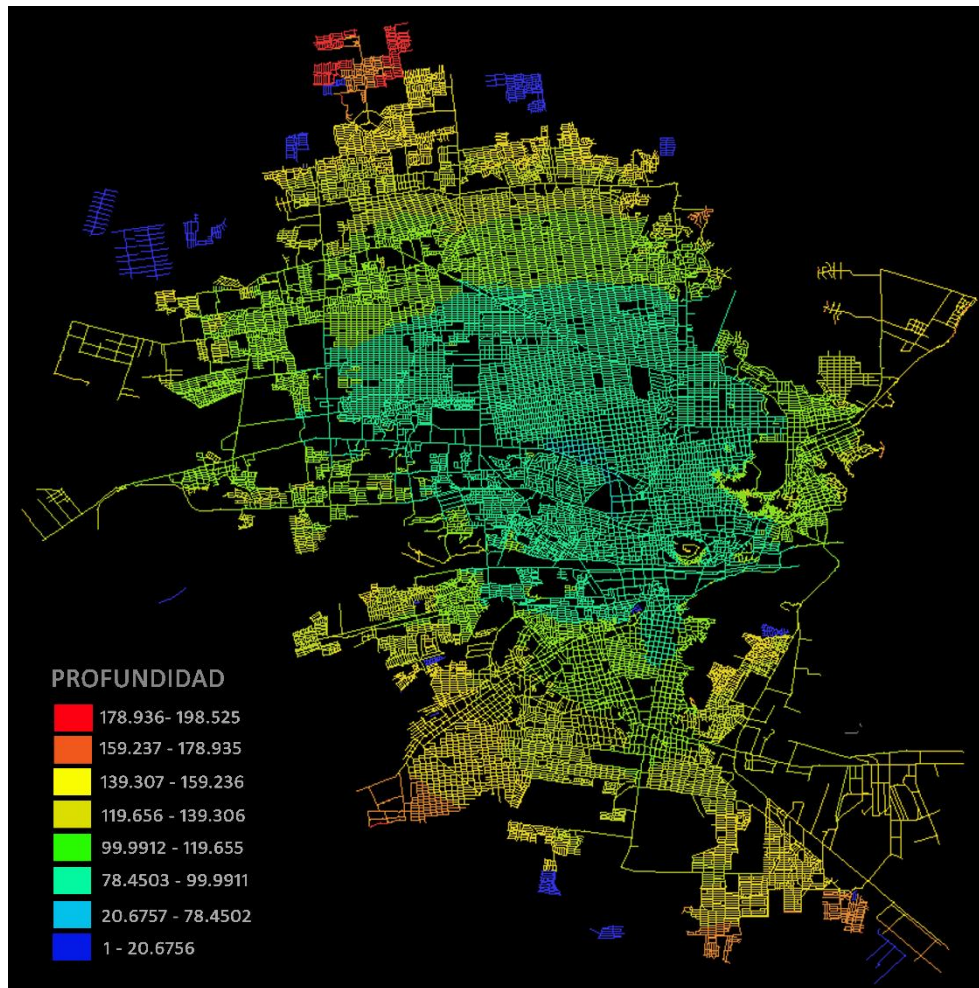 PROFUNDIDAD
178.936- 198.525
159.237 - 178.935
139.307 - 159.236
119.656 - 139.306
99.9912 - 119.655
78.4503 - 99.9911
20.6757 - 78.4502
1 - 20.6756